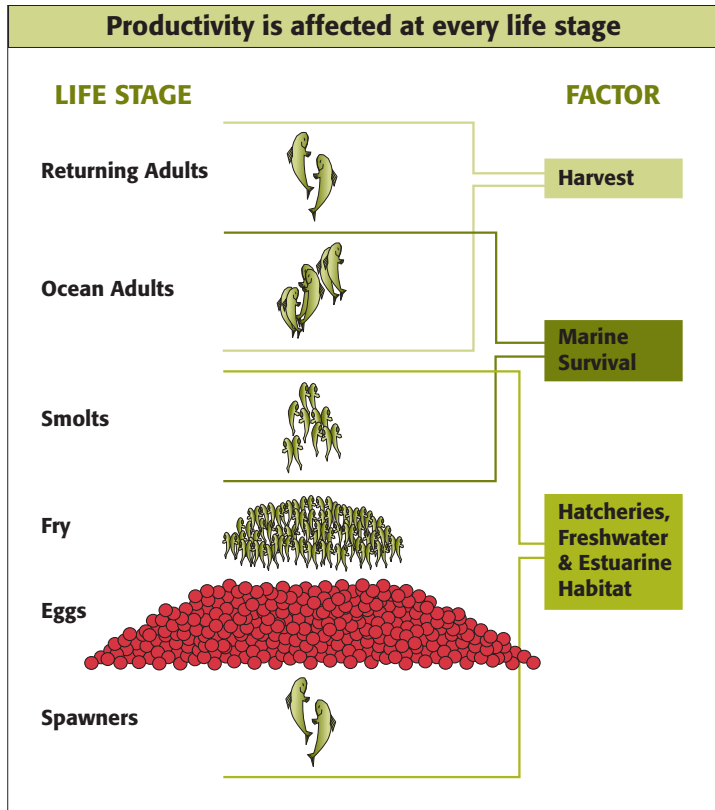 Productivity is affected at every life stage
LIFE STAGE
FACTOR
Returning Adults
Harvest
Ocean Adults
Marine
Survival
Smolts
Fry
Hatcheries,
Freshwater
& Estuarine
Habitat
Eggs
Spawners